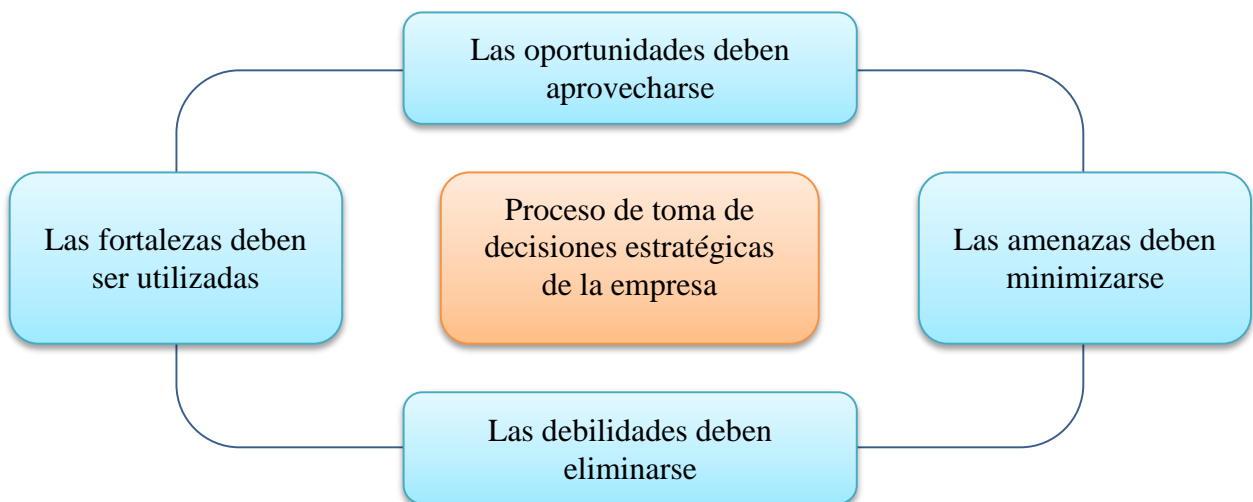 Las oportunidades deben
aprovecharse
Las fortalezas deben
ser utilizadas
Proceso de toma de
decisiones estratégicas
de la empresa
Las amenazas deben
minimizarse
Las debilidades deben
eliminarse